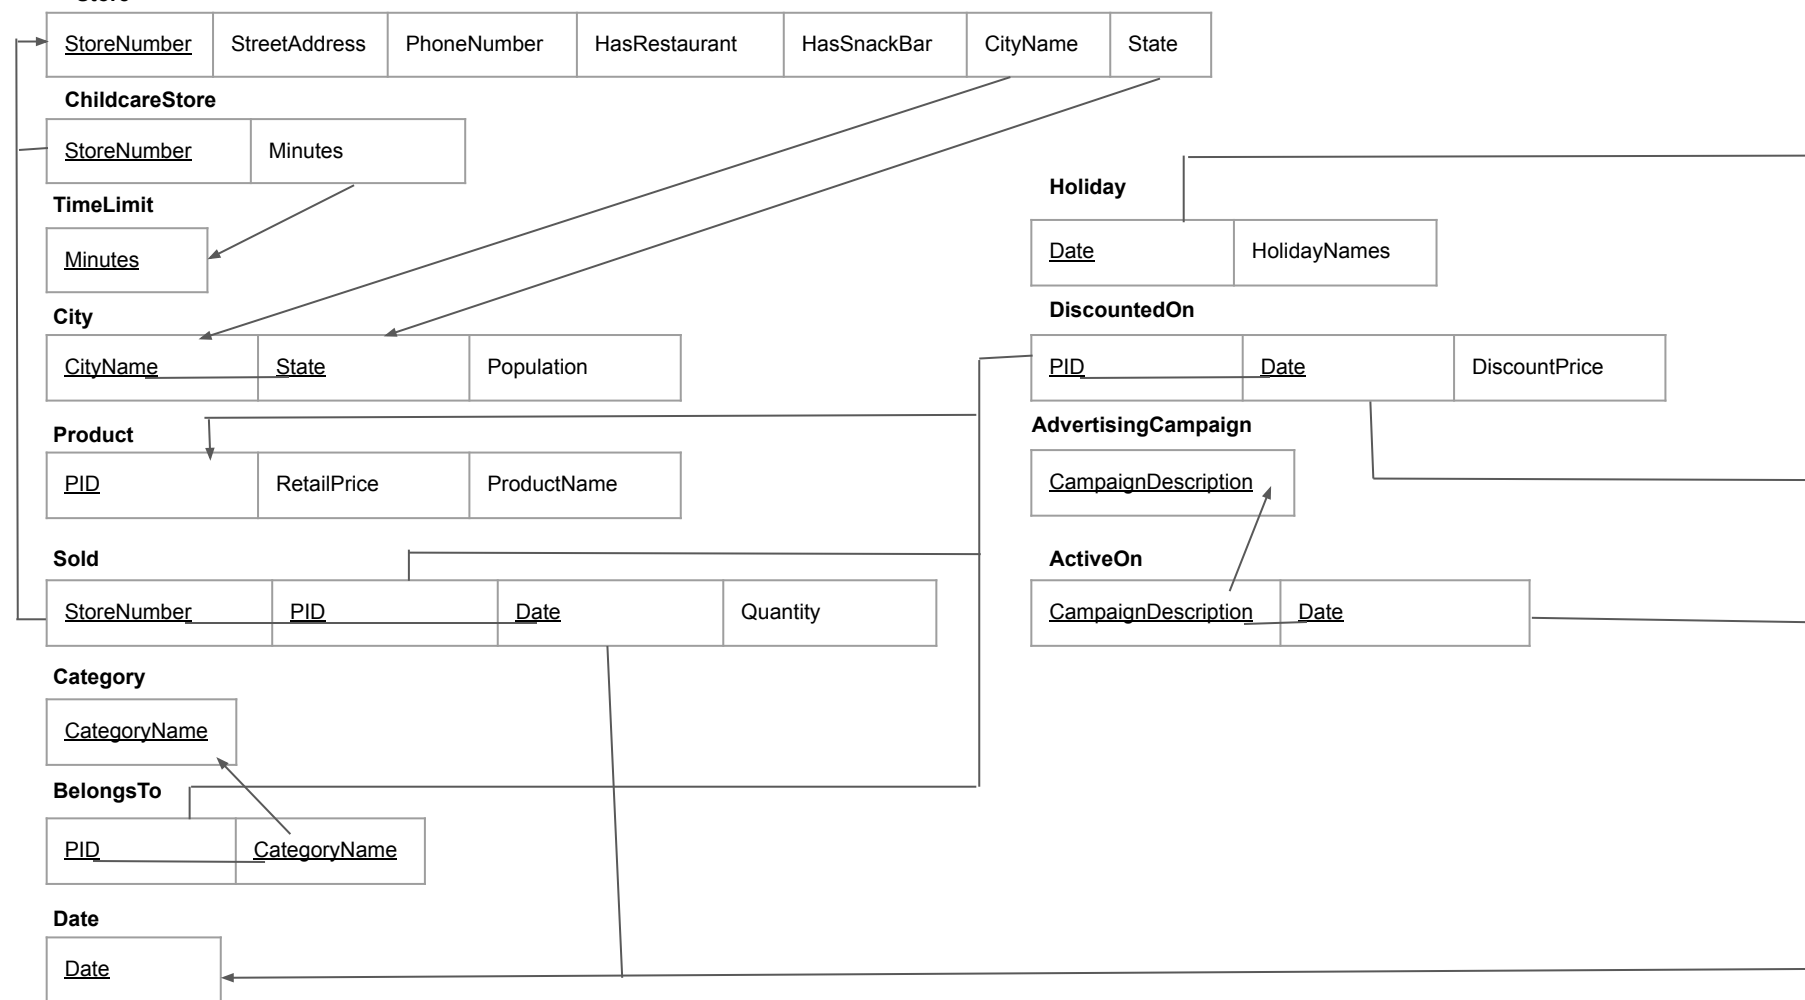 Store
StoreNumber StreetAddress PhoneNumber HasRestaurant HasSnackBar CityName State
ChildcareStore
StoreNumber Minutes
TimeLimit
Minutes
City
CityName State Population
Product
PID RetailPrice ProductName
Sold
StoreNumber PID Date Quantity
Category
CategoryName
BelongsTo
PID CategoryName
Date
Date
Holiday
Date HolidayNames
DiscountedOn
PID Date DiscountPrice
AdvertisingCampaign
CampaignDescription
ActiveOn
CampaignDescription Date